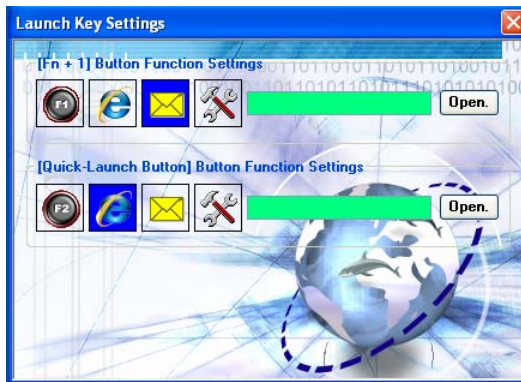 Launch Key Settings
[Fn + 1] Button Function Settings
F1
Open.
[Quick-Launch Button] Button Function Settings
F2
Open.